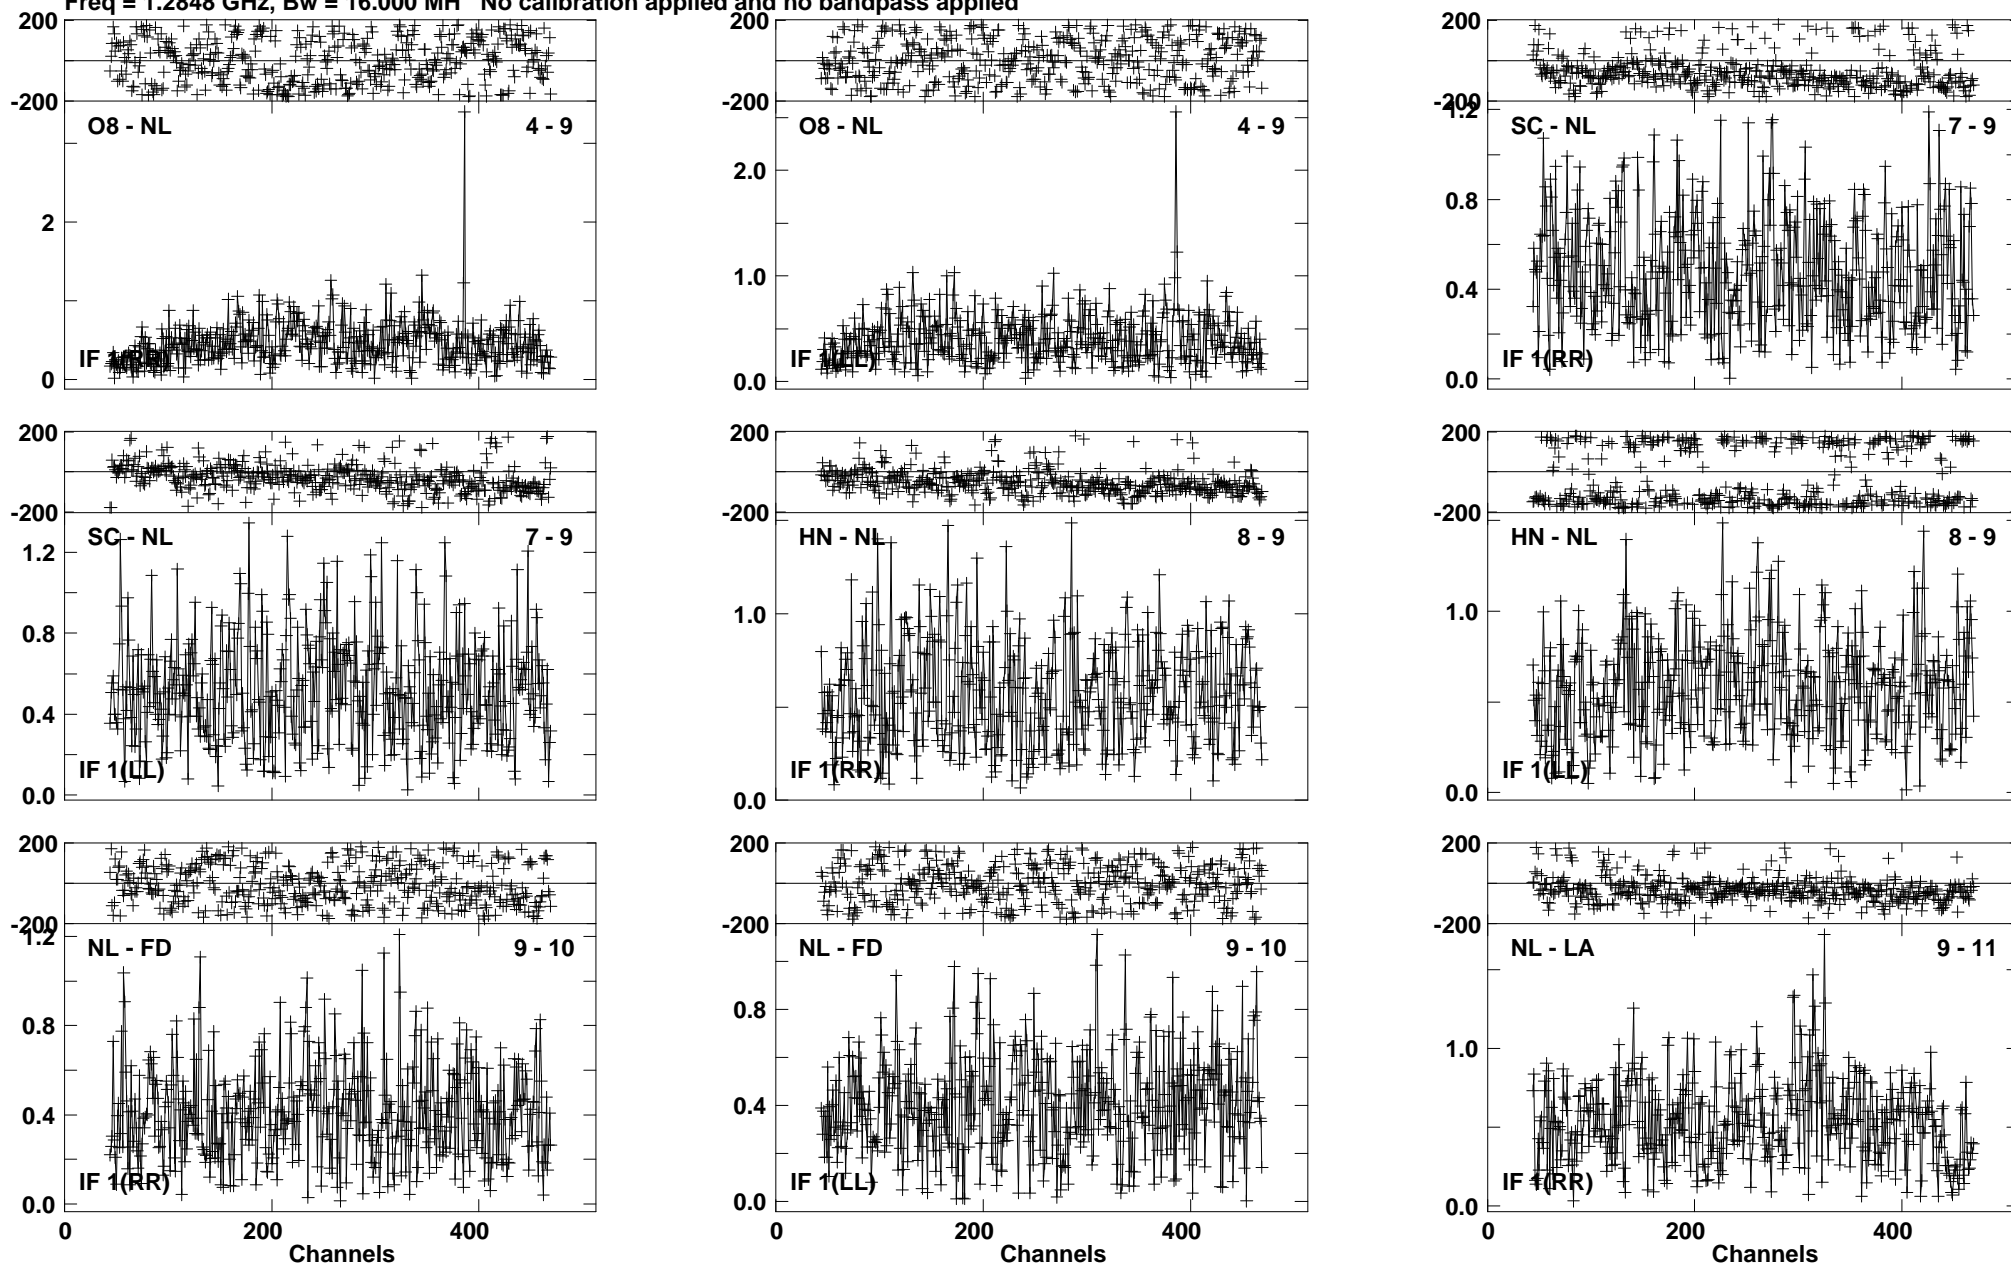 Freq = 1.2848 GHz, Bw = 16.000 MH No calibration applied and no bandpass applied
200
-200
O8 - NL 4 - 9
2
0
IF 1(RR)
200
-200
O8 - NL 4 - 9
2.0
1.0
0.0
IF 1(LL)
200
-200
1.2
SC - NL 7 - 9
0.8
0.4
0.0
IF 1(RR)
200
-200
SC - NL 7 - 9
1.2
0.8
0.4
0.0
IF 1(LL)
200
-200
HN - NL 8 - 9
1.0
0.0
IF 1(RR)
200
-200
HN - NL 8 - 9
1.0
0.0
IF 1(LL)
200
-200
1.2
NL - FD 9 - 10
0.8
0.4
0.0
IF 1(RR)
0 200 400
Channels
200
-200
NL - FD 9 - 10
0.8
0.4
0.0
IF 1(LL)
0 200 400
Channels
200
-200
NL - LA 9 - 11
1.0
0.0
IF 1(RR)
0 200 400
Channels